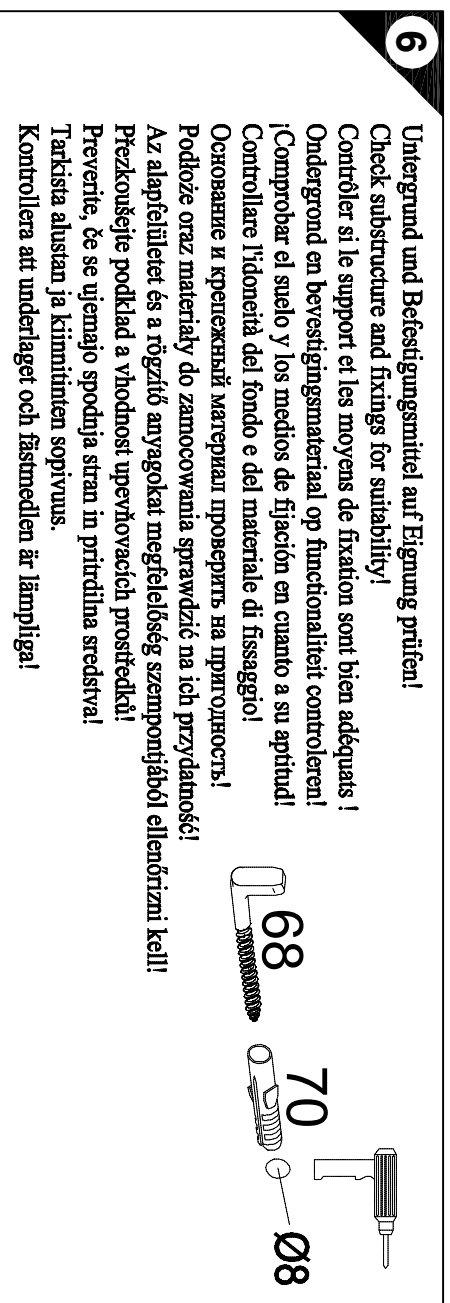 6
Untergrund und Befestigungsmittel auf Eignung prüfen!
Check substructure and fixings for suitability!
Contrôler si le support et les moyens de fixation sont bien adéquats !
Ondergrond en bevestigingsmateriaal op functionaliteit controleren!
¡Comprobar el suelo y los medios de fijación en cuanto a su aptitud!
Controllare l'idoneità del fondo e del materiale di fissaggio!
Основание и крепежный материал проверить на пригодность!
Podłoże oraz materiały do zamocowania sprawdzić na ich przydatność!
Az alapfelületet és a rögzítő anyagokat megfelelőség szempontjából ellenőrizni kell!
Přezkoušejte podklad a vhodnost upevňovacích prostředků!
Preverite, če se ujemajo spodnja stran in pritrdilna sredstva!
Tarkista alustan ja kiinnitinten sopivuus.
Kontrollera att underlaget och fästmedlen är lämpliga!
68
70
Ø8